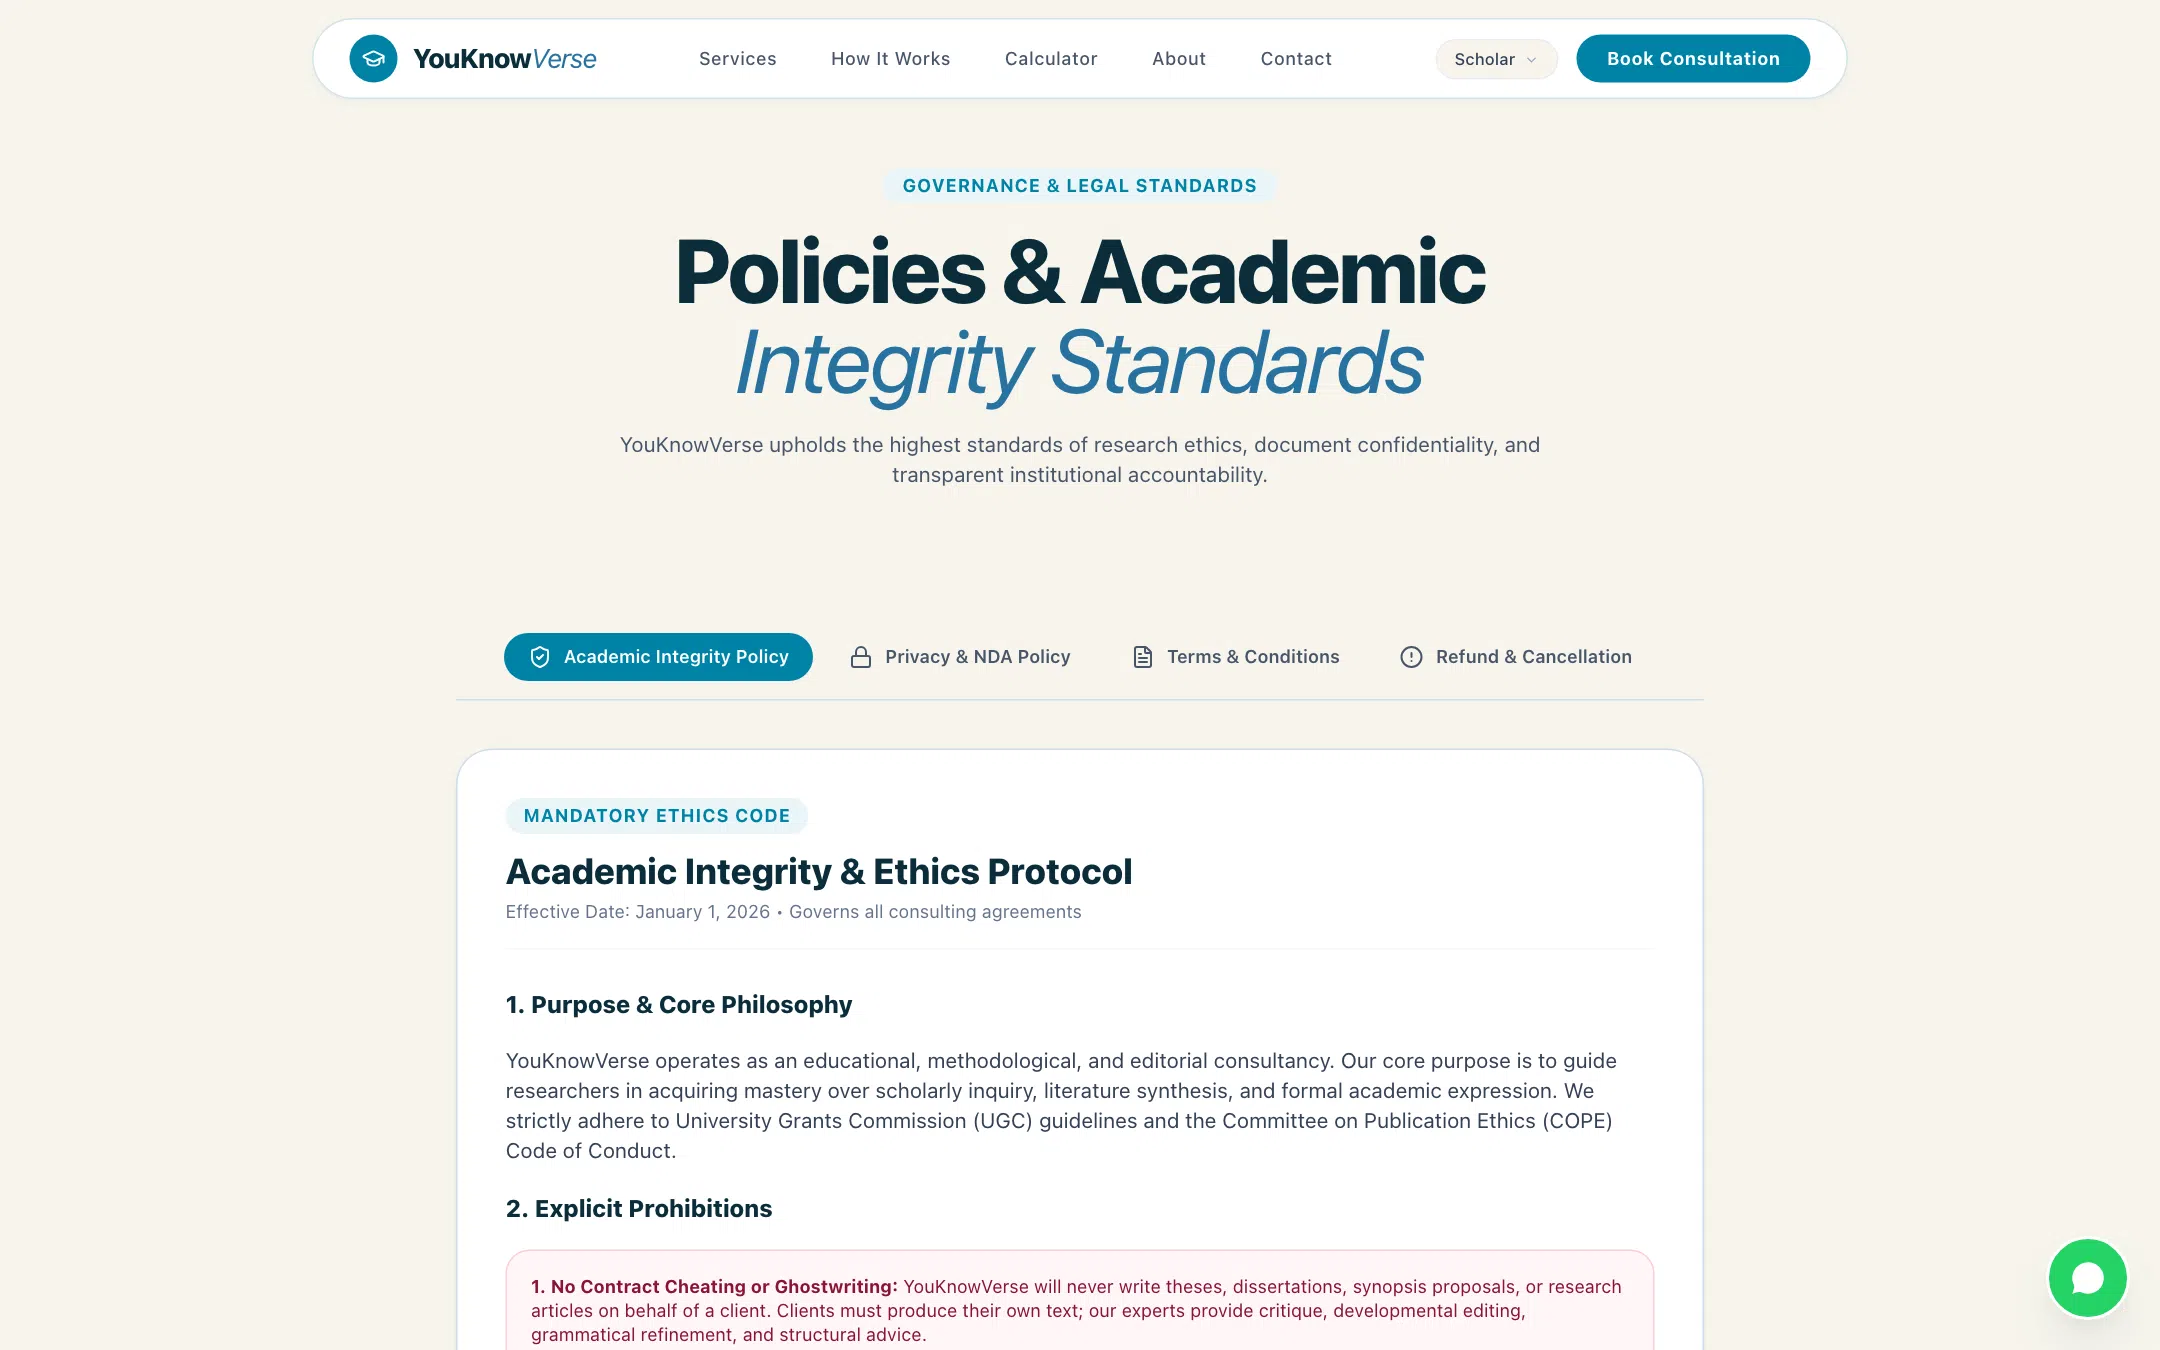 YouKnowVerse
Services
How It Works
Calculator
About
Contact
Scholar
Book Consultation
GOVERNANCE & LEGAL STANDARDS
Policies & Academic
Integrity Standards
YouKnowVerse upholds the highest standards of research ethics, document confidentiality, and
transparent institutional accountability.
Academic Integrity Policy
Privacy & NDA Policy
Terms & Conditions
Refund & Cancellation
MANDATORY ETHICS CODE
Academic Integrity & Ethics Protocol
Effective Date: January 1, 2026 • Governs all consulting agreements
1. Purpose & Core Philosophy
YouKnowVerse operates as an educational, methodological, and editorial consultancy. Our core purpose is to guide
researchers in acquiring mastery over scholarly inquiry, literature synthesis, and formal academic expression. We
strictly adhere to University Grants Commission (UGC) guidelines and the Committee on Publication Ethics (COPE)
Code of Conduct.
2. Explicit Prohibitions
1. No Contract Cheating or Ghostwriting: YouKnowVerse will never write theses, dissertations, synopsis proposals, or research
articles on behalf of a client. Clients must produce their own text; our experts provide critique, developmental editing,
grammatical refinement, and structural advice.